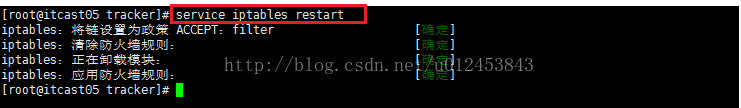 [root@itcast05 tracker]# service iptables restart
iptables：将链设置为政策 ACCEPT：filter [确定]
iptables：清除防火墙规则： [确定]
iptables：正在卸载模块： [确定]
iptables：应用防火墙规则： [确定]
[root@itcast05 tracker]#
http://blog.csdn.net/u012453843